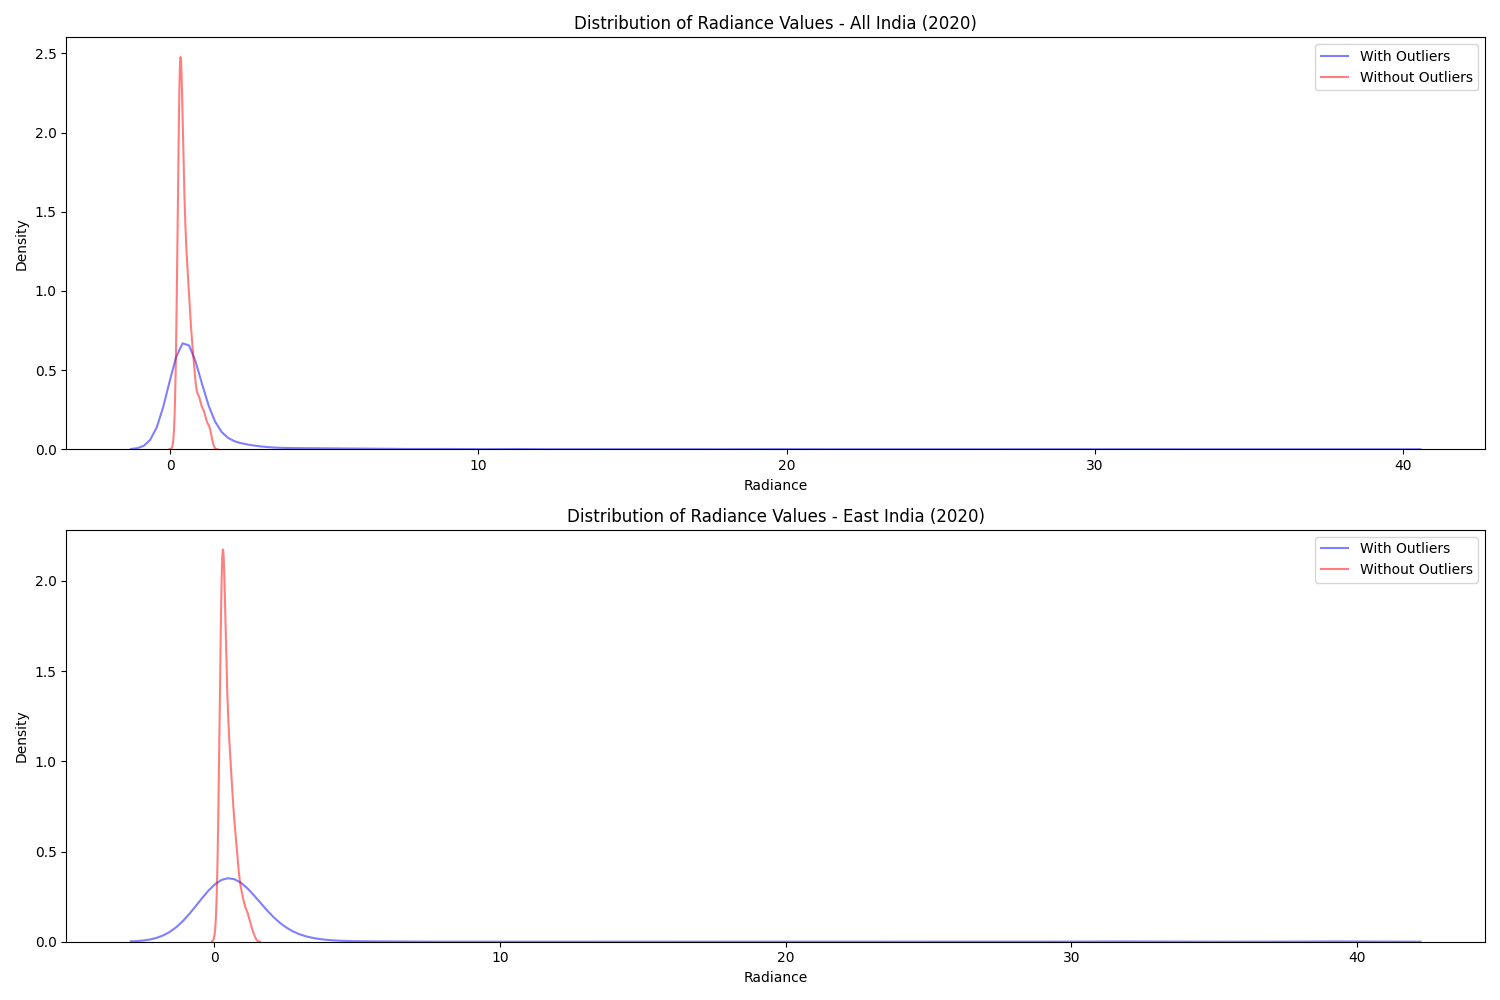 Distribution of Radiance Values - All India (2020)
With Outliers
Without Outliers
2.5
2.0
1.5
1.0
0.5
0.0
Density
0 10 20 30 40
Radiance
Distribution of Radiance Values - East India (2020)
With Outliers
Without Outliers
2.0
1.5
1.0
0.5
0.0
Density
0 10 20 30 40
Radiance